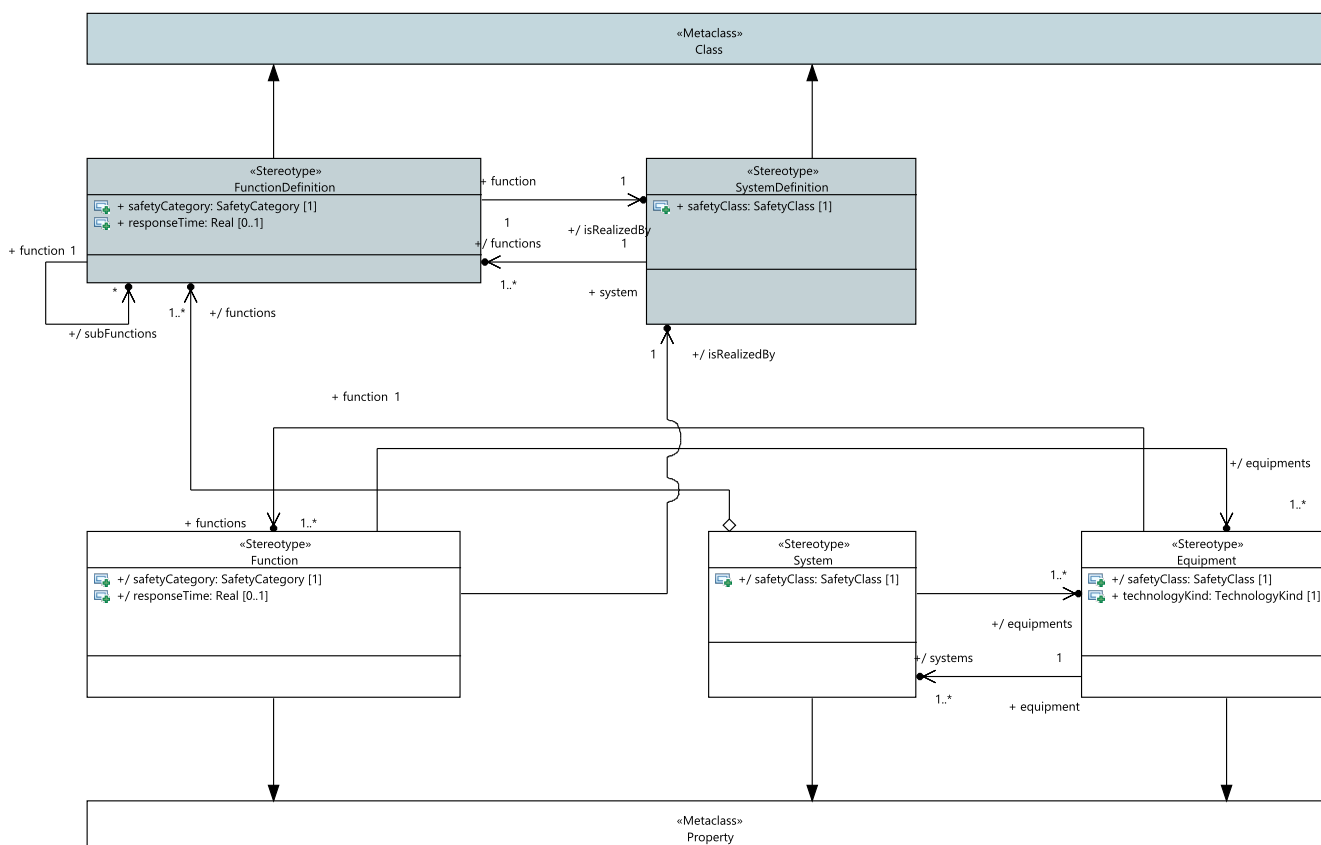 «Metaclass»
Class
«Stereotype»
FunctionDefinition
+ safetyCategory: SafetyCategory [1]
+ responseTime: Real [0..1]
«Stereotype»
SystemDefinition
+ safetyClass: SafetyClass [1]
+ function
1
1
+/ isRealizedBy
+/ functions
1
1..*
+ system
+ function 1
*
+/ subFunctions
1..*
+/ functions
1
+/ isRealizedBy
+ function 1
+/ equipments
1..*
+ functions
1..*
«Stereotype»
Function
+/ safetyCategory: SafetyCategory [1]
+/ responseTime: Real [0..1]
«Stereotype»
System
+/ safetyClass: SafetyClass [1]
«Stereotype»
Equipment
+/ safetyClass: SafetyClass [1]
+ technologyKind: TechnologyKind [1]
1..*
+/ equipments
+/ systems
1
1..*
+ equipment
«Metaclass»
Property